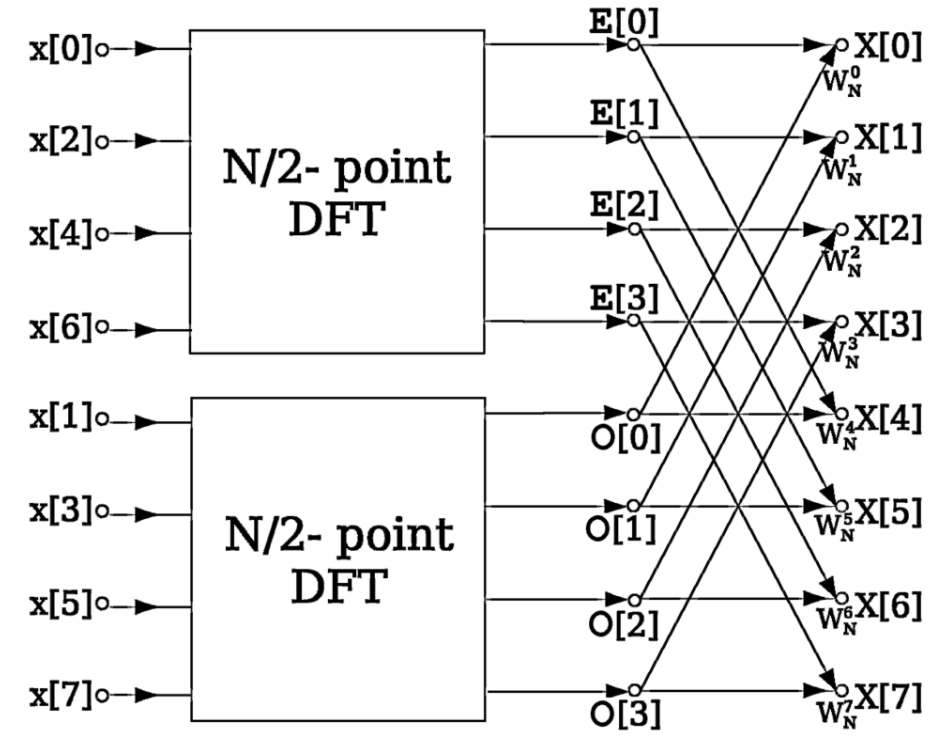 x[0]
x[2]
x[4]
x[6]
x[1]
x[3]
x[5]
x[7]
N/2- point
DFT
N/2- point
DFT
E[0]
E[1]
E[2]
E[3]
O[0]
O[1]
O[2]
O[3]
X[0]
W_N^0
X[1]
W_N^1
X[2]
W_N^2
X[3]
W_N^3
W_N^4 X[4]
W_N^5 X[5]
W_N^6 X[6]
W_N^7 X[7]